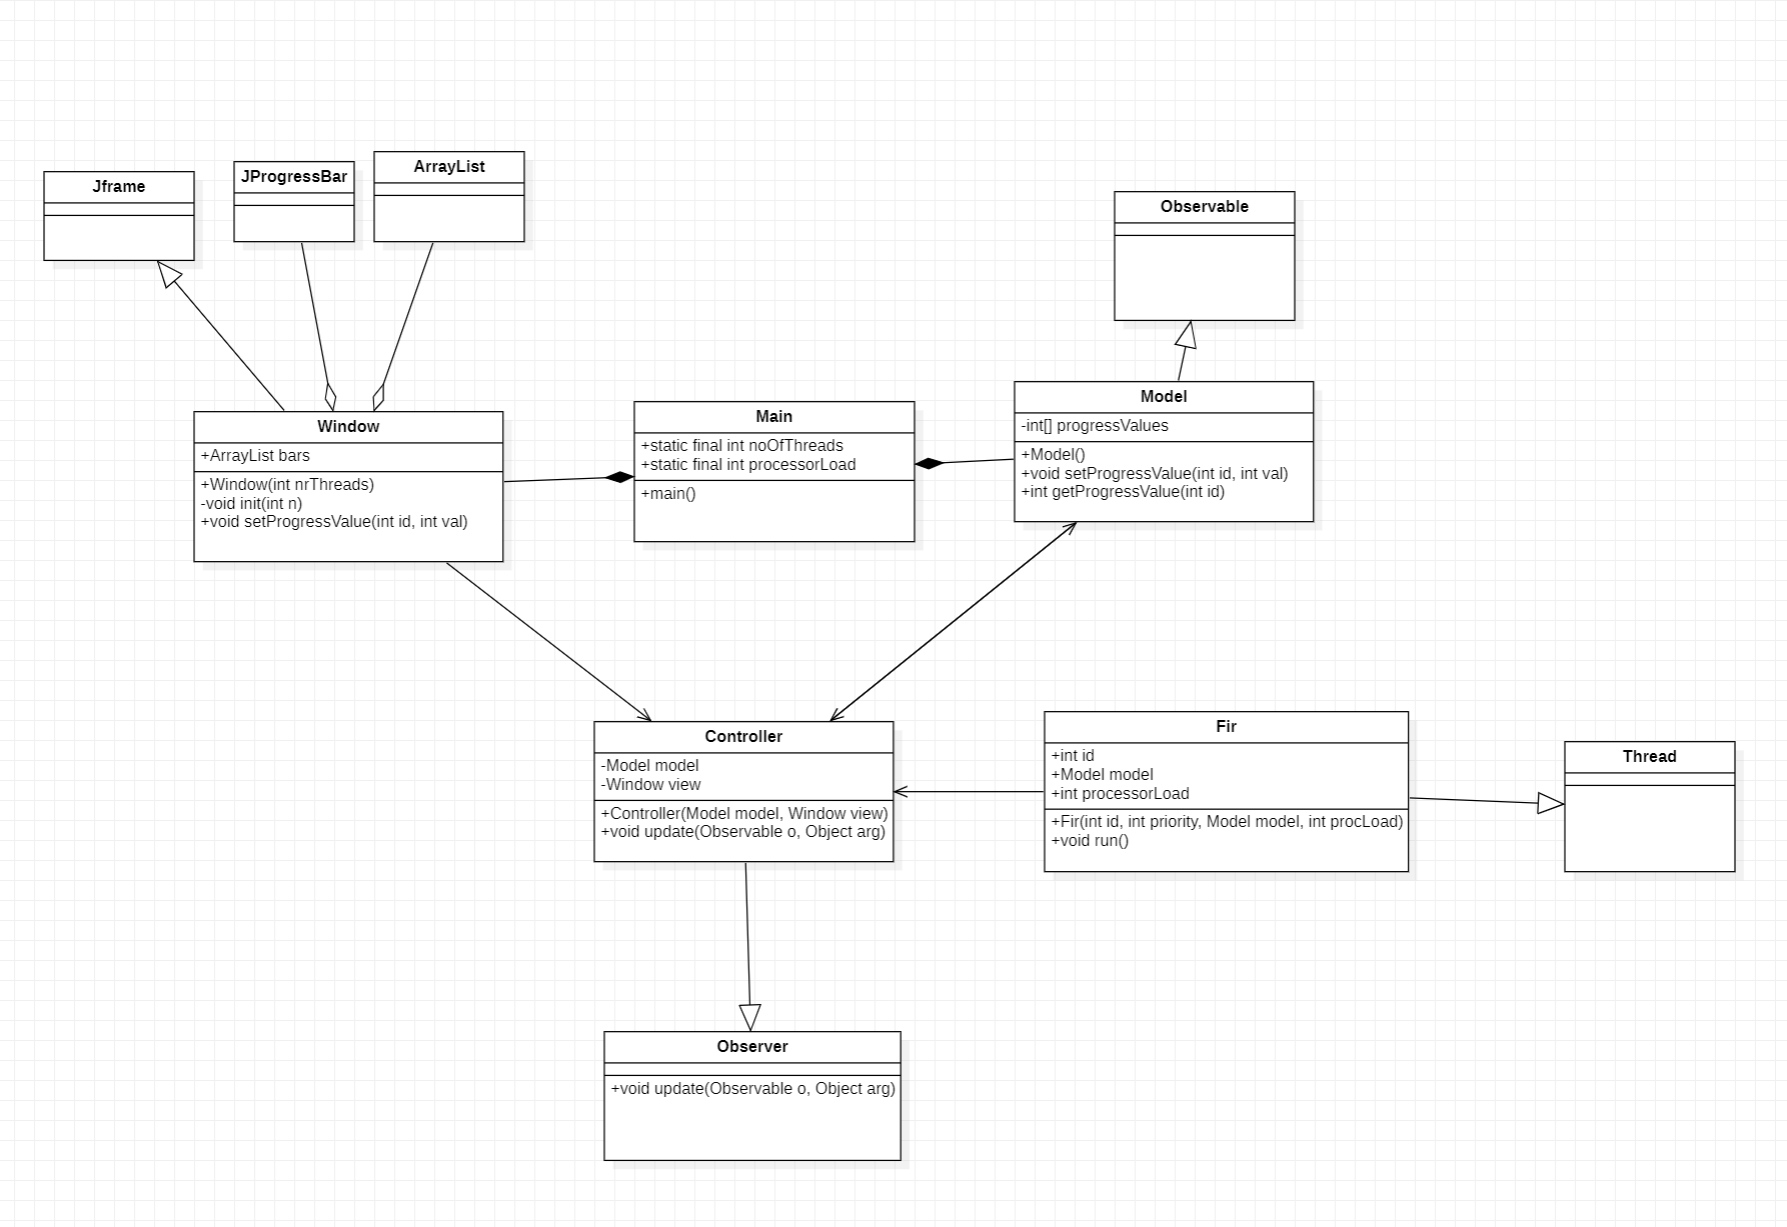 Jframe
JProgressBar
ArrayList
Observable
Window
+ArrayList bars
+Window(int nrThreads)
-void init(int n)
+void setProgressValue(int id, int val)
Main
+static final int noOfThreads
+static final int processorLoad
+main()
Model
-int[] progressValues
+Model()
+void setProgressValue(int id, int val)
+int getProgressValue(int id)
Controller
-Model model
-Window view
+Controller(Model model, Window view)
+void update(Observable o, Object arg)
Fir
+int id
+Model model
+int processorLoad
+Fir(int id, int priority, Model model, int procLoad)
+void run()
Thread
Observer
+void update(Observable o, Object arg)